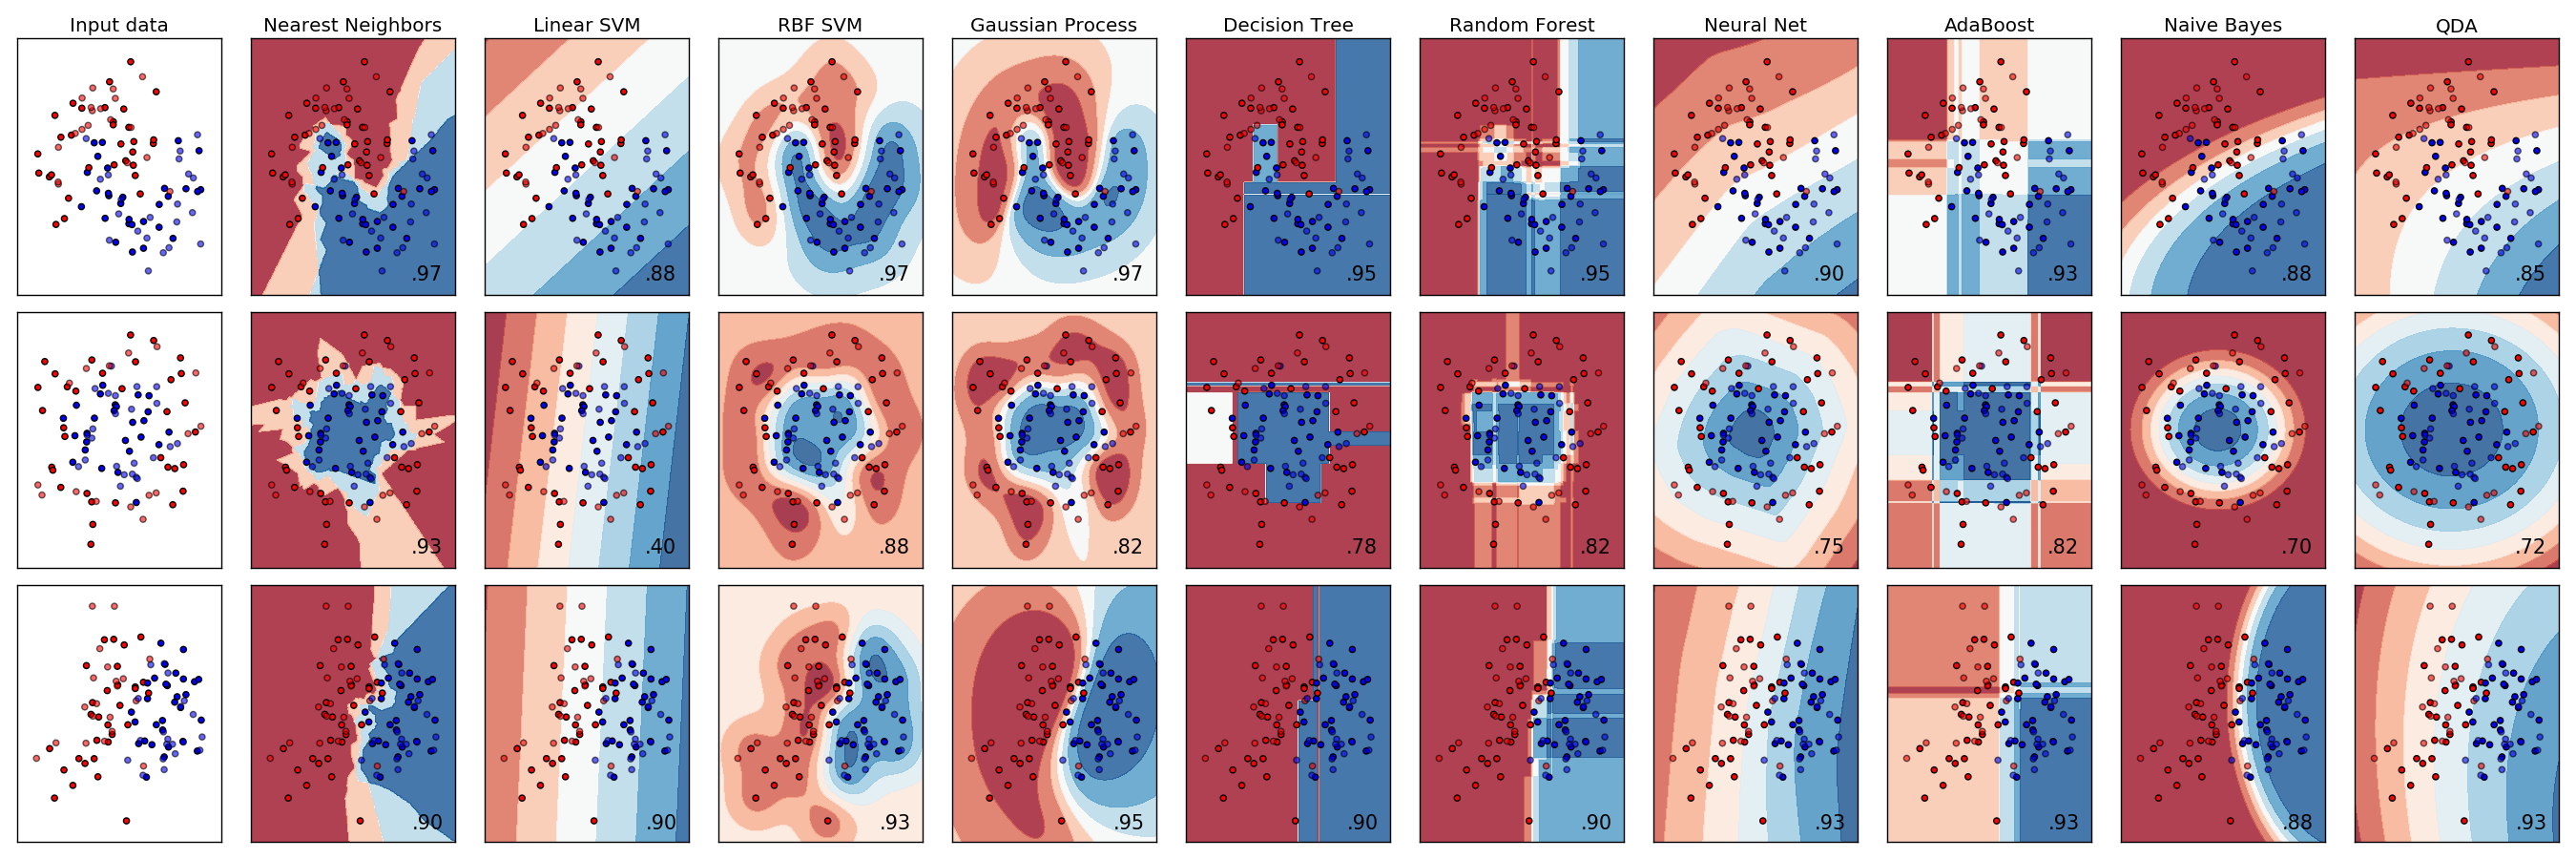 Input data Nearest Neighbors Linear SVM RBF SVM Gaussian Process Decision Tree Random Forest Neural Net AdaBoost Naive Bayes QDA
.97 .88 .97 .97 .95 .95 .90 .93 .88 .85
.93 .40 .88 .82 .78 .82 .75 .82 .70 .72
.90 .90 .93 .95 .90 .90 .93 .93 .88 .93